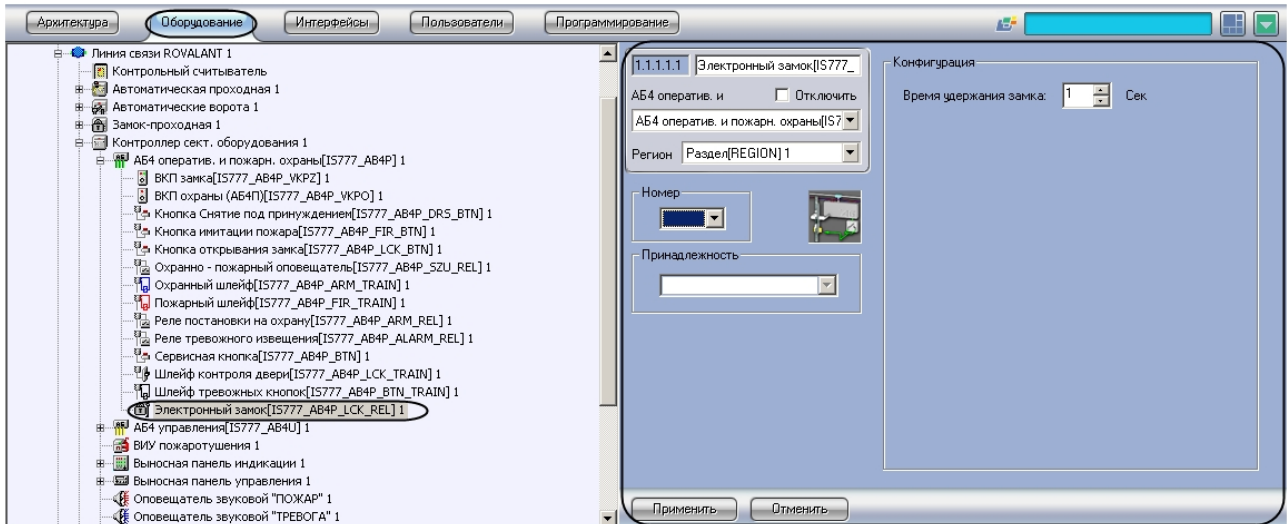 Архитектура Оборудование Интерфейсы Пользователи Программирование
Линия связи ROVALANT 1
Контрольный считыватель
Автоматическая проходная 1
Автоматические ворота 1
Замок-проходная 1
Контроллер сект. оборудования 1
АБ4 оператив. и пожарн. охраны[IS777_AB4P] 1
ВКП замка[IS777_AB4P_VKPZ] 1
ВКП охраны (АБ4П)[IS777_AB4P_VKPO] 1
Кнопка Снятие под принуждением[IS777_AB4P_DRS_BTN] 1
Кнопка имитации пожара[IS777_AB4P_FIR_BTN] 1
Кнопка открывания замка[IS777_AB4P_LCK_BTN] 1
Охранно - пожарный оповещатель[IS777_AB4P_SZU_REL] 1
Охранный шлейф[IS777_AB4P_ARM_TRAIN] 1
Пожарный шлейф[IS777_AB4P_FIR_TRAIN] 1
Реле постановки на охрану[IS777_AB4P_ARM_REL] 1
Реле тревожного извещения[IS777_AB4P_ALARM_REL] 1
Сервисная кнопка[IS777_AB4P_BTN] 1
Шлейф контроля двери[IS777_AB4P_LCK_TRAIN] 1
Шлейф тревожных кнопок[IS777_AB4P_BTN_TRAIN] 1
Электронный замок[IS777_AB4P_LCK_REL] 1
АБ4 управления[IS777_AB4U] 1
ВИУ пожаротушения 1
Выносная панель индикации 1
Выносная панель управления 1
Оповещатель звуковой "ПОЖАР" 1
Оповещатель звуковой "ТРЕВОГА" 1
1.1.1.1.1 Электронный замок[IS777_
АБ4 оператив. и Отключить
АБ4 оператив. и пожарн. охраны[IS7
Регион Раздел[REGION] 1
Номер
Принадлежность
Конфигурация
Время удержания замка: 1 Сек
Применить Отменить